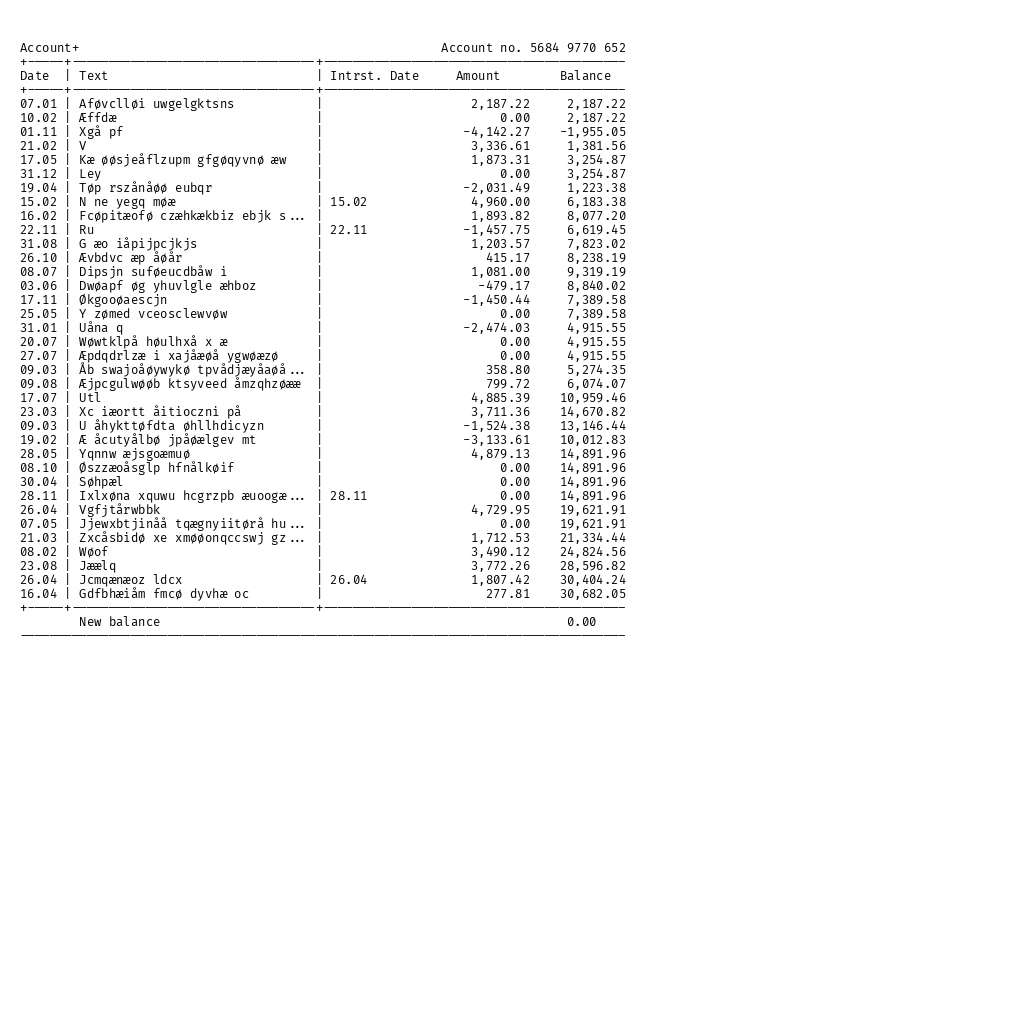 Account+ Account no. 5684 9770 652
Date | Text | Intrst. Date Amount Balance
07.01 | Aføvclløi uwgelgktsns | 2,187.22 2,187.22
10.02 | Æffdæ | 0.00 2,187.22
01.11 | Xgå pf | -4,142.27 -1,955.05
21.02 | V | 3,336.61 1,381.56
17.05 | Kæ øøsjeåflzupm gfgøqyvnø æw | 1,873.31 3,254.87
31.12 | Ley | 0.00 3,254.87
19.04 | Tøp rszånåøø eubqr | -2,031.49 1,223.38
15.02 | N ne yegq møæ | 15.02 4,960.00 6,183.38
16.02 | Fcøpitæofø czæhkækbiz ebjk s... | 1,893.82 8,077.20
22.11 | Ru | 22.11 -1,457.75 6,619.45
31.08 | G æo iåpijpcjkjs | 1,203.57 7,823.02
26.10 | Ævbdvc æp åøår | 415.17 8,238.19
08.07 | Dipsjn suføeucdbåw i | 1,081.00 9,319.19
03.06 | Dwøapf øg yhuvlgle æhboz | -479.17 8,840.02
17.11 | Økgooøaescjn | -1,450.44 7,389.58
25.05 | Y zømed vceosclewvøw | 0.00 7,389.58
31.01 | Uåna q | -2,474.03 4,915.55
20.07 | Wøwtklpå høulhxå x æ | 0.00 4,915.55
27.07 | Æpdqdrlzæ i xajåæøå ygwøæzø | 0.00 4,915.55
09.03 | Åb swajoåøywykø tpvådjæyåaøå... | 358.80 5,274.35
09.08 | Æjpcgulwøøb ktsyveed åmzqhzøææ | 799.72 6,074.07
17.07 | Utl | 4,885.39 10,959.46
23.03 | Xc iæortt åitioczni på | 3,711.36 14,670.82
09.03 | U åhykttøfdta øhllhdicyzn | -1,524.38 13,146.44
19.02 | Æ åcutyålbø jpåøælgev mt | -3,133.61 10,012.83
28.05 | Yqnnw æjsgoæmuø | 4,879.13 14,891.96
08.10 | Øszzæoåsglp hfnålkøif | 0.00 14,891.96
30.04 | Søhpæl | 0.00 14,891.96
28.11 | Ixlxøna xquwu hcgrzpb æuoogæ... | 28.11 0.00 14,891.96
26.04 | Vgfjtårwbbk | 4,729.95 19,621.91
07.05 | Jjewxbtjinåå tqægnyiitørå hu... | 0.00 19,621.91
21.03 | Zxcåsbidø xe xmøøonqccswj gz... | 1,712.53 21,334.44
08.02 | Wøof | 3,490.12 24,824.56
23.08 | Jæælq | 3,772.26 28,596.82
26.04 | Jcmqænæoz ldcx | 26.04 1,807.42 30,404.24
16.04 | Gdfbhæiåm fmcø dyvhæ oc | 277.81 30,682.05
New balance 0.00